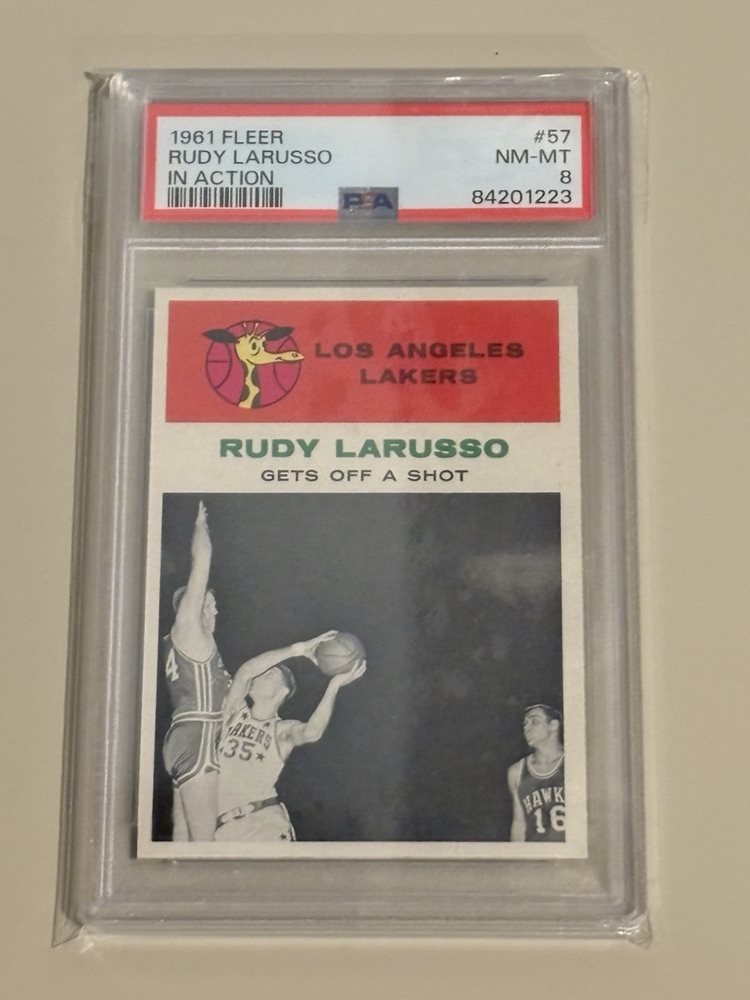 1961 FLEER #57
RUDY LARUSSO NM-MT
IN ACTION 8
PSA 84201223
LOS ANGELES
LAKERS
RUDY LARUSSO
GETS OFF A SHOT
4
LAKERS
35
HAWK
16